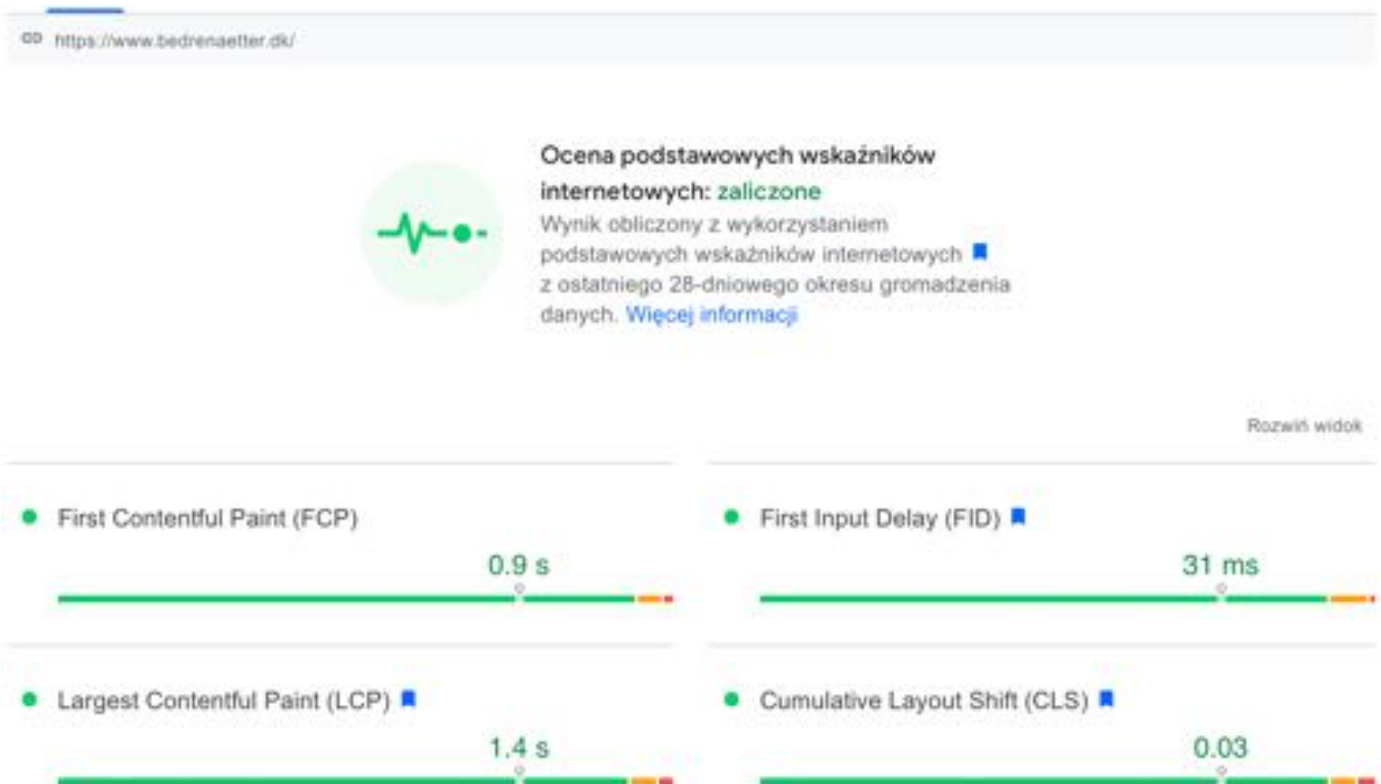 https://www.bedrenaetter.dk/
Ocena podstawowych wskaźników
internetowych: zaliczone
Wynik obliczony z wykorzystaniem
podstawowych wskaźników internetowych
z ostatniego 28-dniowego okresu gromadzenia
danych. Więcej informacji
Rozwiń widok
First Contentful Paint (FCP)
0.9 s
First Input Delay (FID)
31 ms
Largest Contentful Paint (LCP)
1.4 s
Cumulative Layout Shift (CLS)
0.03